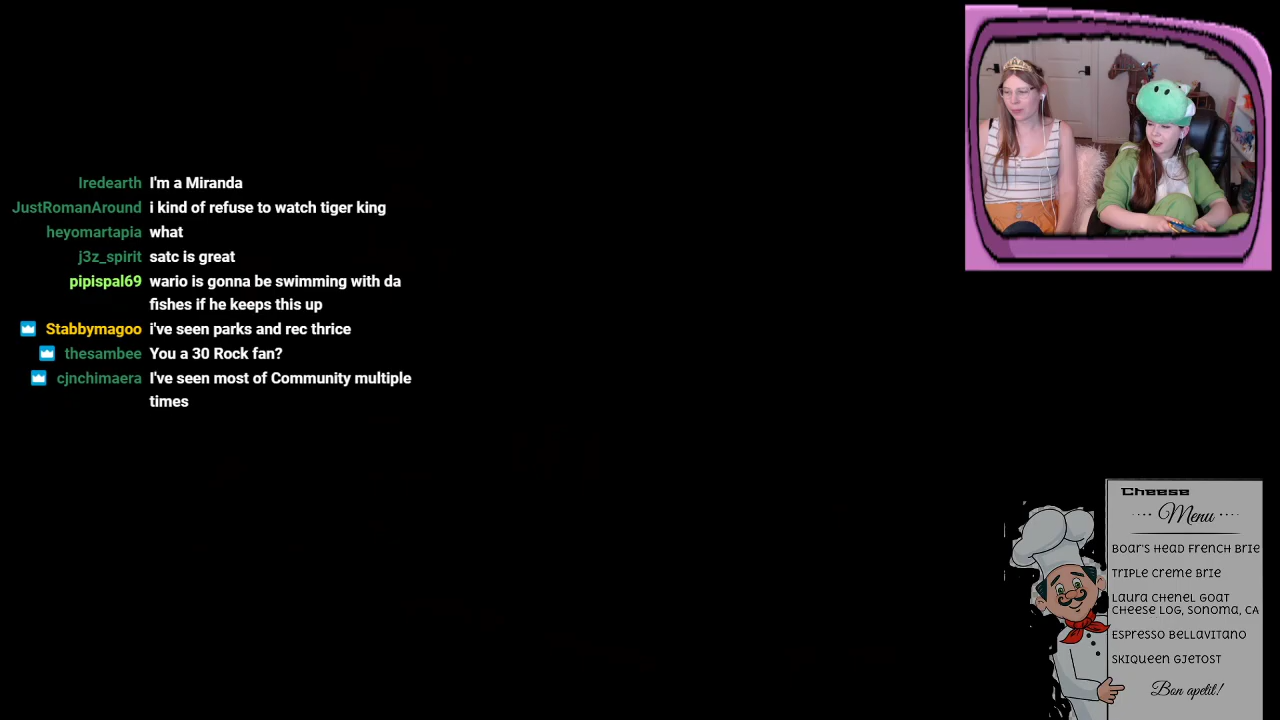 Iredearth I'm a Miranda
JustRomanAround i kind of refuse to watch tiger king
heyomartapia what
j3z_spirit satc is great
pipispal69 wario is gonna be swimming with da
fishes if he keeps this up
Stabbymagoo i've seen parks and rec thrice
thesambee You a 30 Rock fan?
cjnchimaera I've seen most of Community multiple
times
Cheese
Menu
Boar's Head French Brie
Triple Creme Brie
Laura Chenel Goat
Cheese Log, Sonoma, CA
Espresso Bellavitano
SkiQueen Gjetost
Bon apetit!